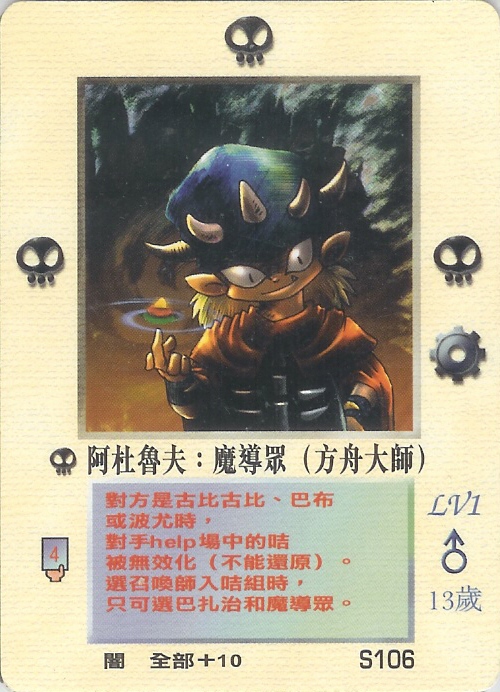 阿杜魯夫：魔導眾（方舟大師）
對方是古比古比、巴布
或波尤時，
對手help場中的咭
被無效化（不能還原）。
選召喚師入咭組時，
只可選巴扎治和魔導眾。
LV1
4
13歲
闇　全部＋10
S106